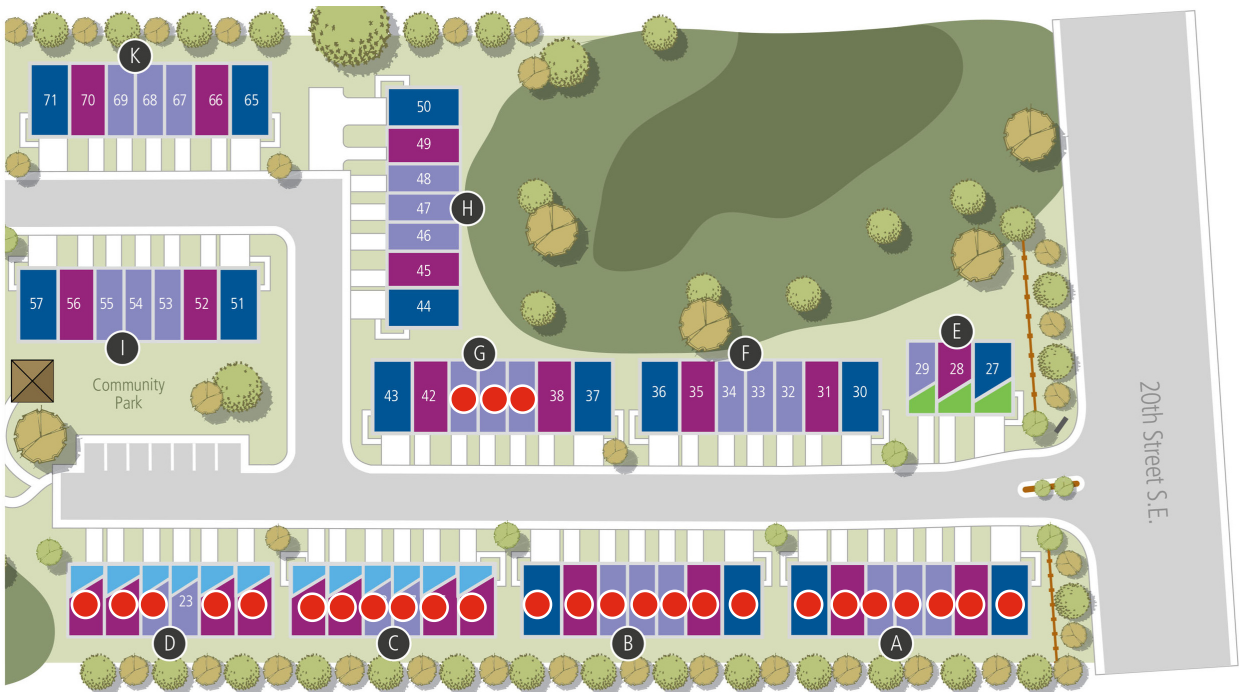 K
71 70 69 68 67 66 65
50
49
48
47
H
46
45
44
57 56 55 54 53 52 51
I
Community
Park
G
43 42 38 37
F
36 35 34 33 32 31 30
E
29 28 27
20th Street S.E.
23
D
C
B
A